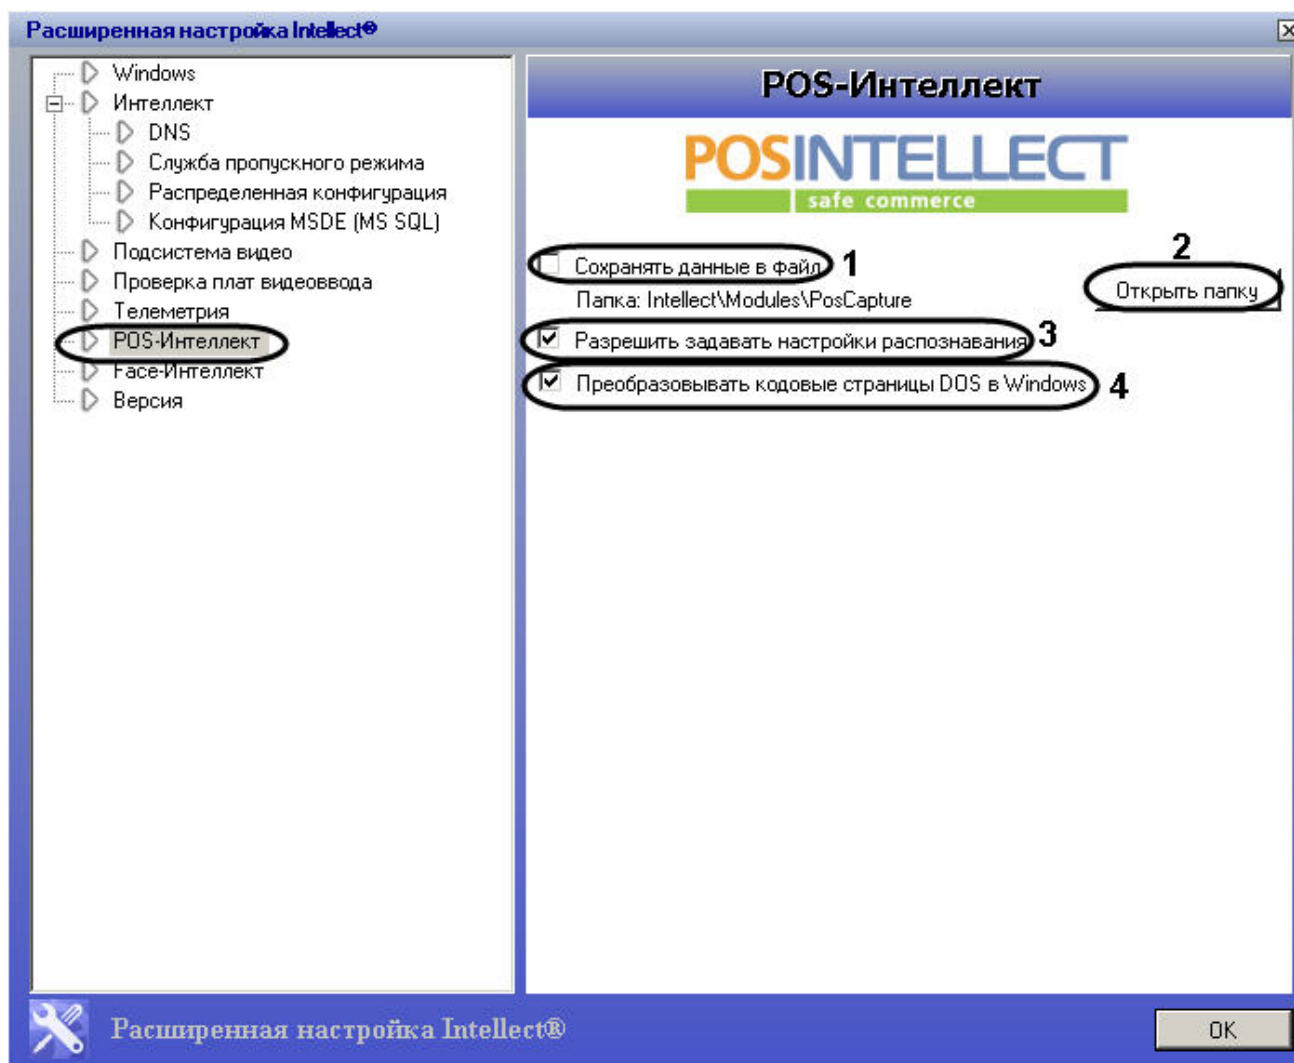 Расширенная настройка Intellect®
Windows
Интеллект
DNS
Служба пропускного режима
Распределенная конфигурация
Конфигурация MSDE (MS SQL)
Подсистема видео
Проверка плат видеоввода
Телеметрия
POS-Интеллект
Face-Интеллект
Версия
POS-Интеллект
POSINTELLECT
safe commerce
Сохранять данные в файл 1
2
Папка: Intellect\Modules\PosCapture
Открыть папку
Разрешить задавать настройки распознавания 3
Преобразовывать кодовые страницы DOS в Windows 4
Расширенная настройка Intellect®
OK